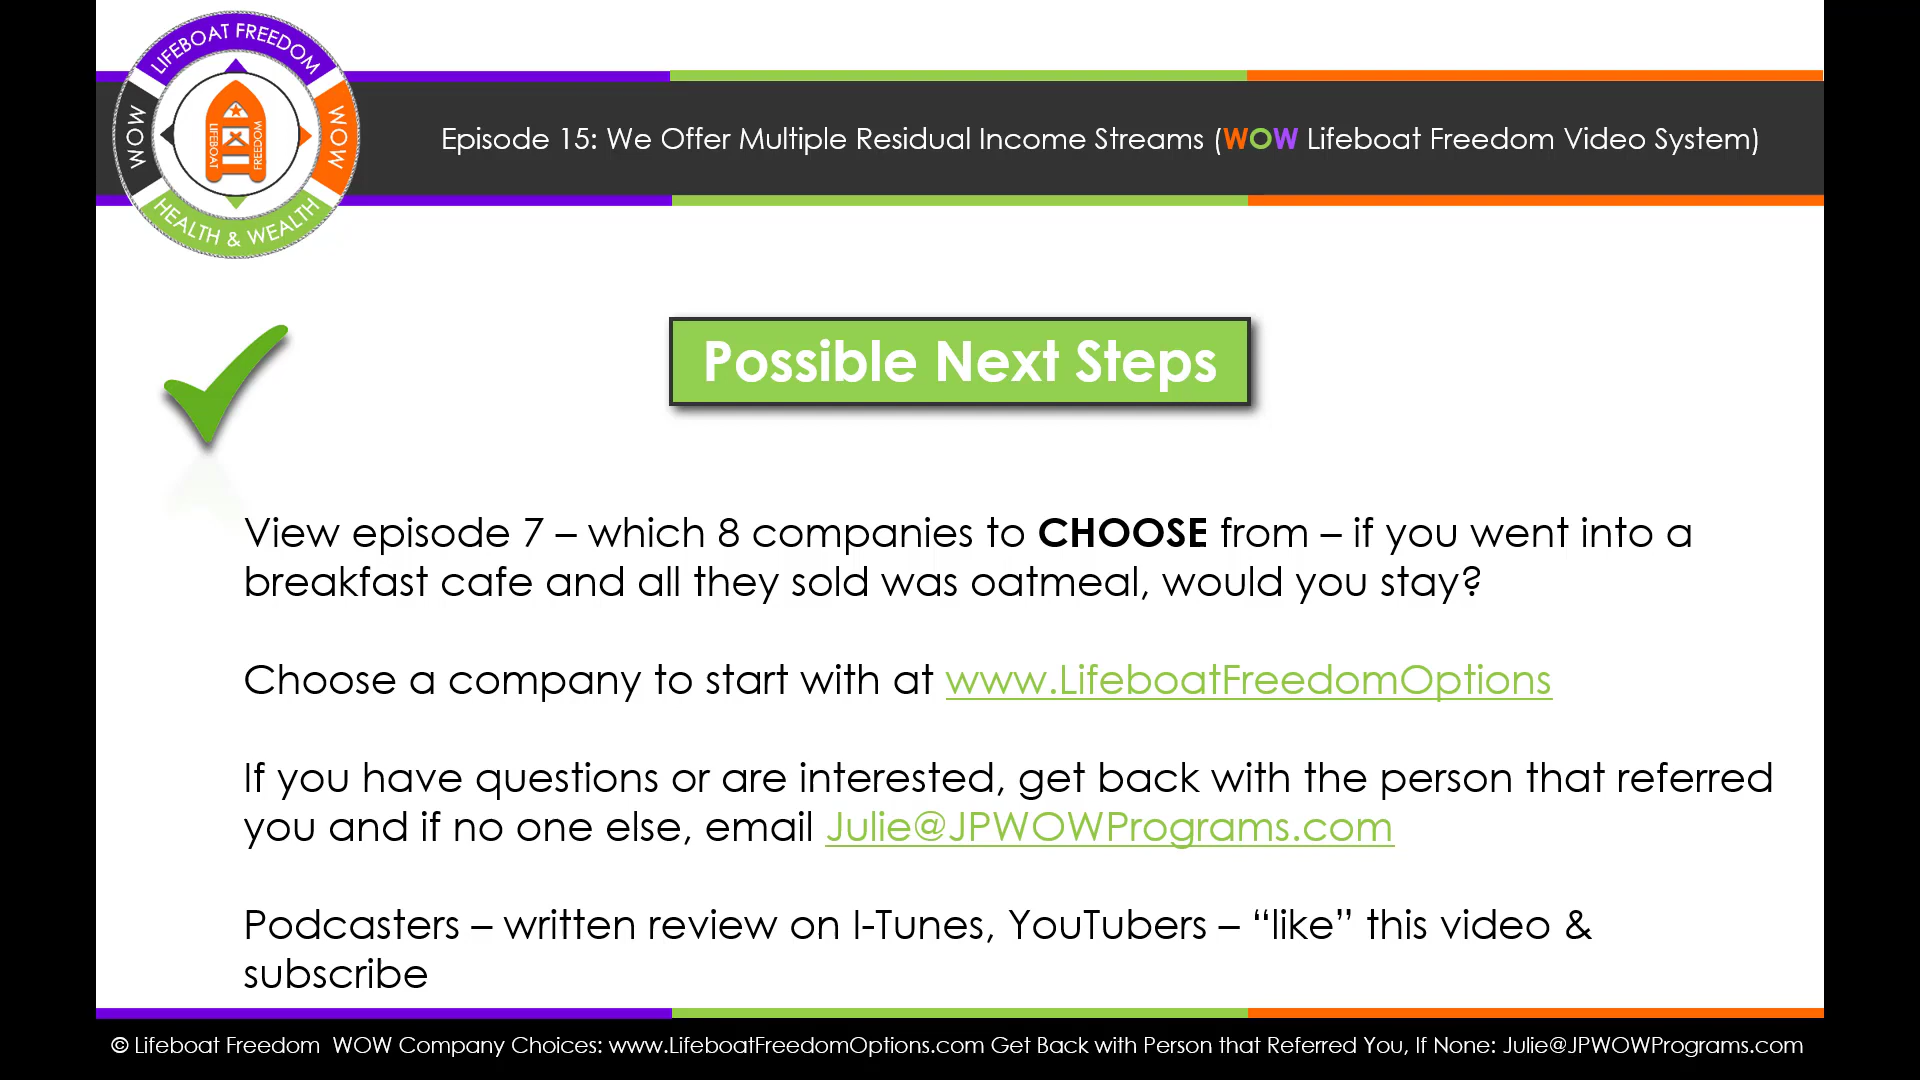 LIFEBOAT FREEDOM
WOW
WOW
LIFEBOAT
FREEDOM
HEALTH & WEALTH
Episode 15: We Offer Multiple Residual Income Streams (WOW Lifeboat Freedom Video System)
Possible Next Steps
View episode 7 – which 8 companies to CHOOSE from – if you went into a
breakfast cafe and all they sold was oatmeal, would you stay?
Choose a company to start with at www.LifeboatFreedomOptions
If you have questions or are interested, get back with the person that referred
you and if no one else, email Julie@JPWOWPrograms.com
Podcasters – written review on I-Tunes, YouTubers – “like” this video &
subscribe
© Lifeboat Freedom WOW Company Choices: www.LifeboatFreedomOptions.com Get Back with Person that Referred You, If None: Julie@JPWOWPrograms.com